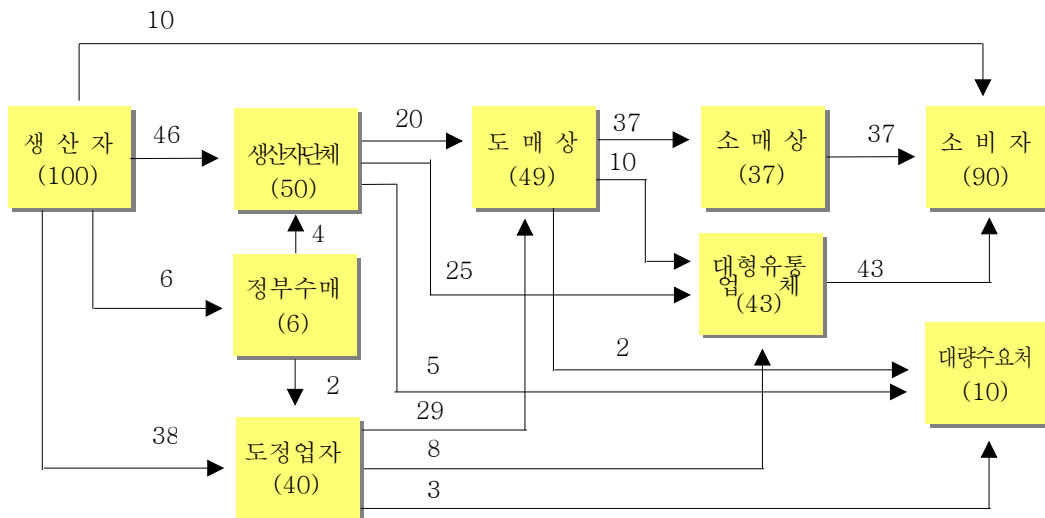 10
생 산 자
(100)
46
생산자단체
(50)
20
도 매 상
(49)
37
10
소 매 상
(37)
37
소 비 자
(90)
4
6
정부수매
(6)
25
대형유통
업 체
(43)
43
2
5
2
대량수요처
(10)
38
도정업자
(40)
29
8
3